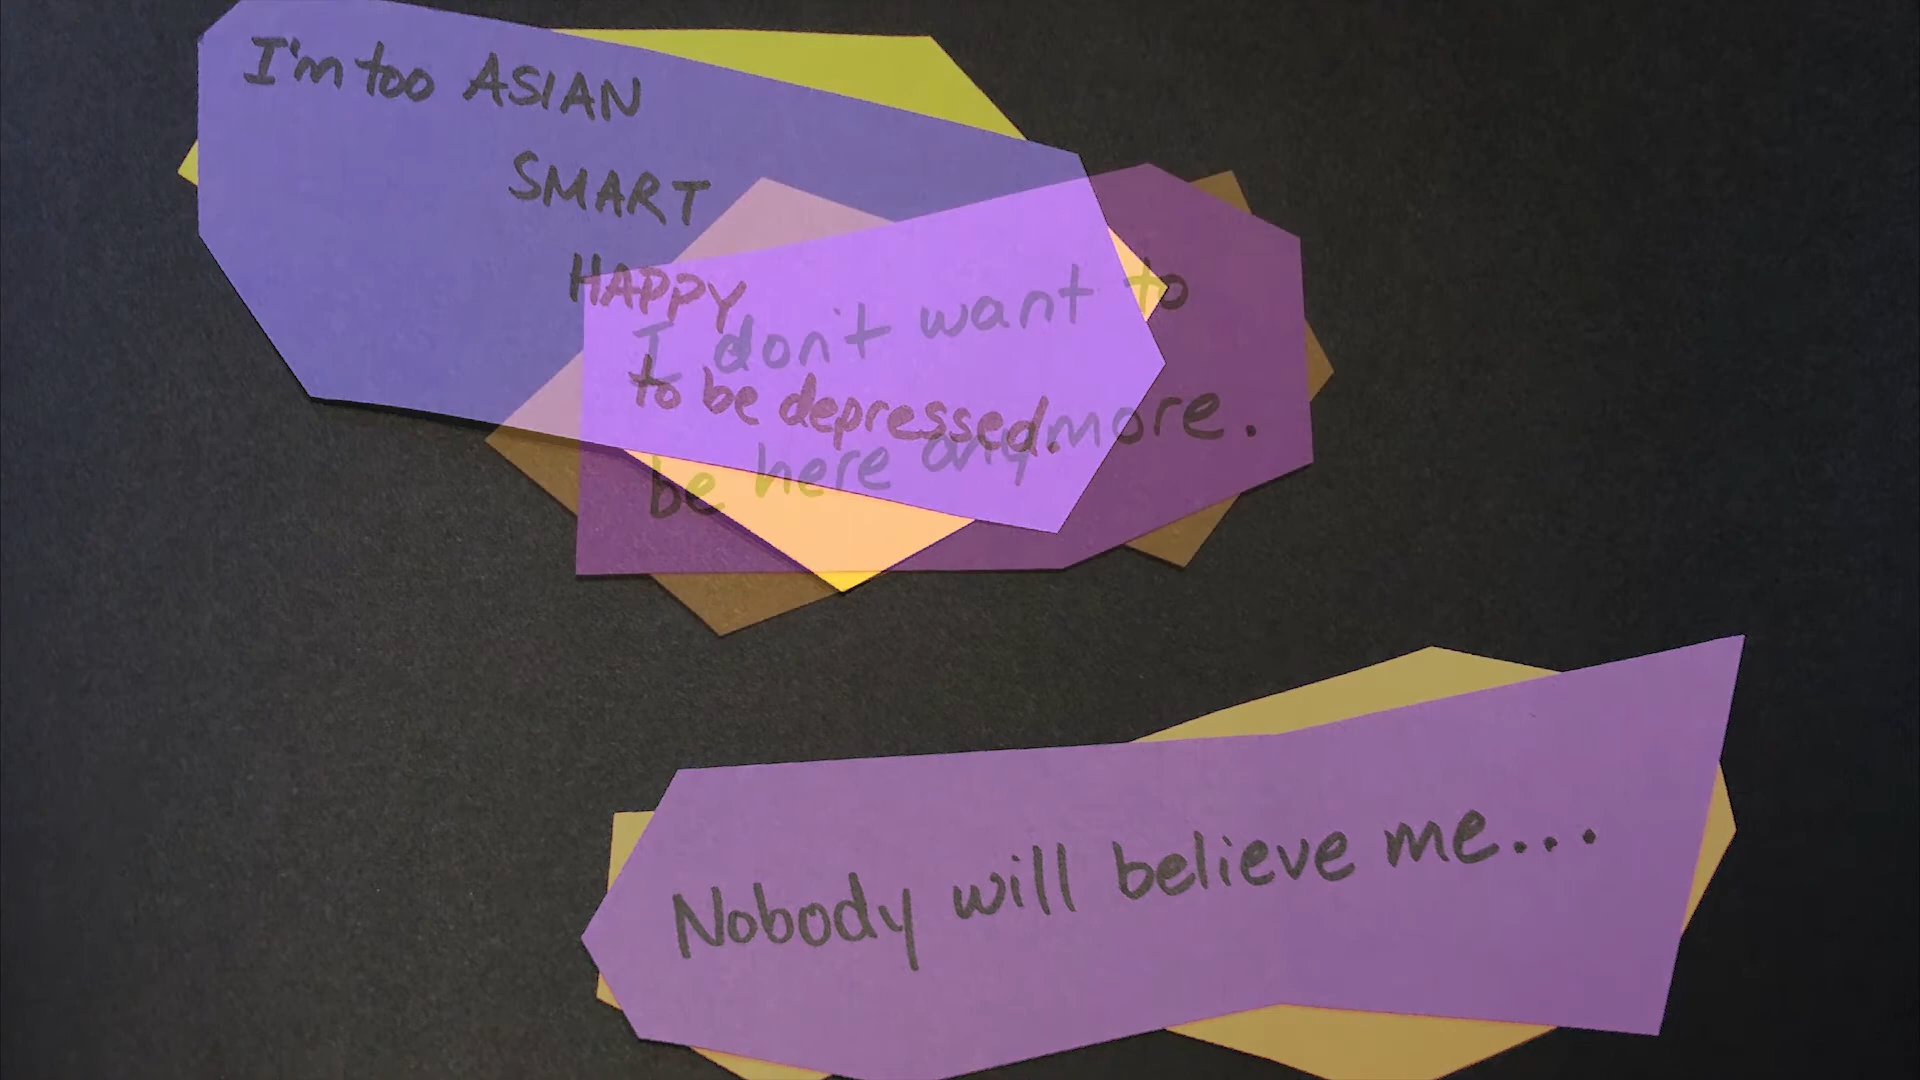 I'm too ASIAN
SMART
HAPPY
to be depressed.
I don't want to
be here anymore.
Nobody will believe me...